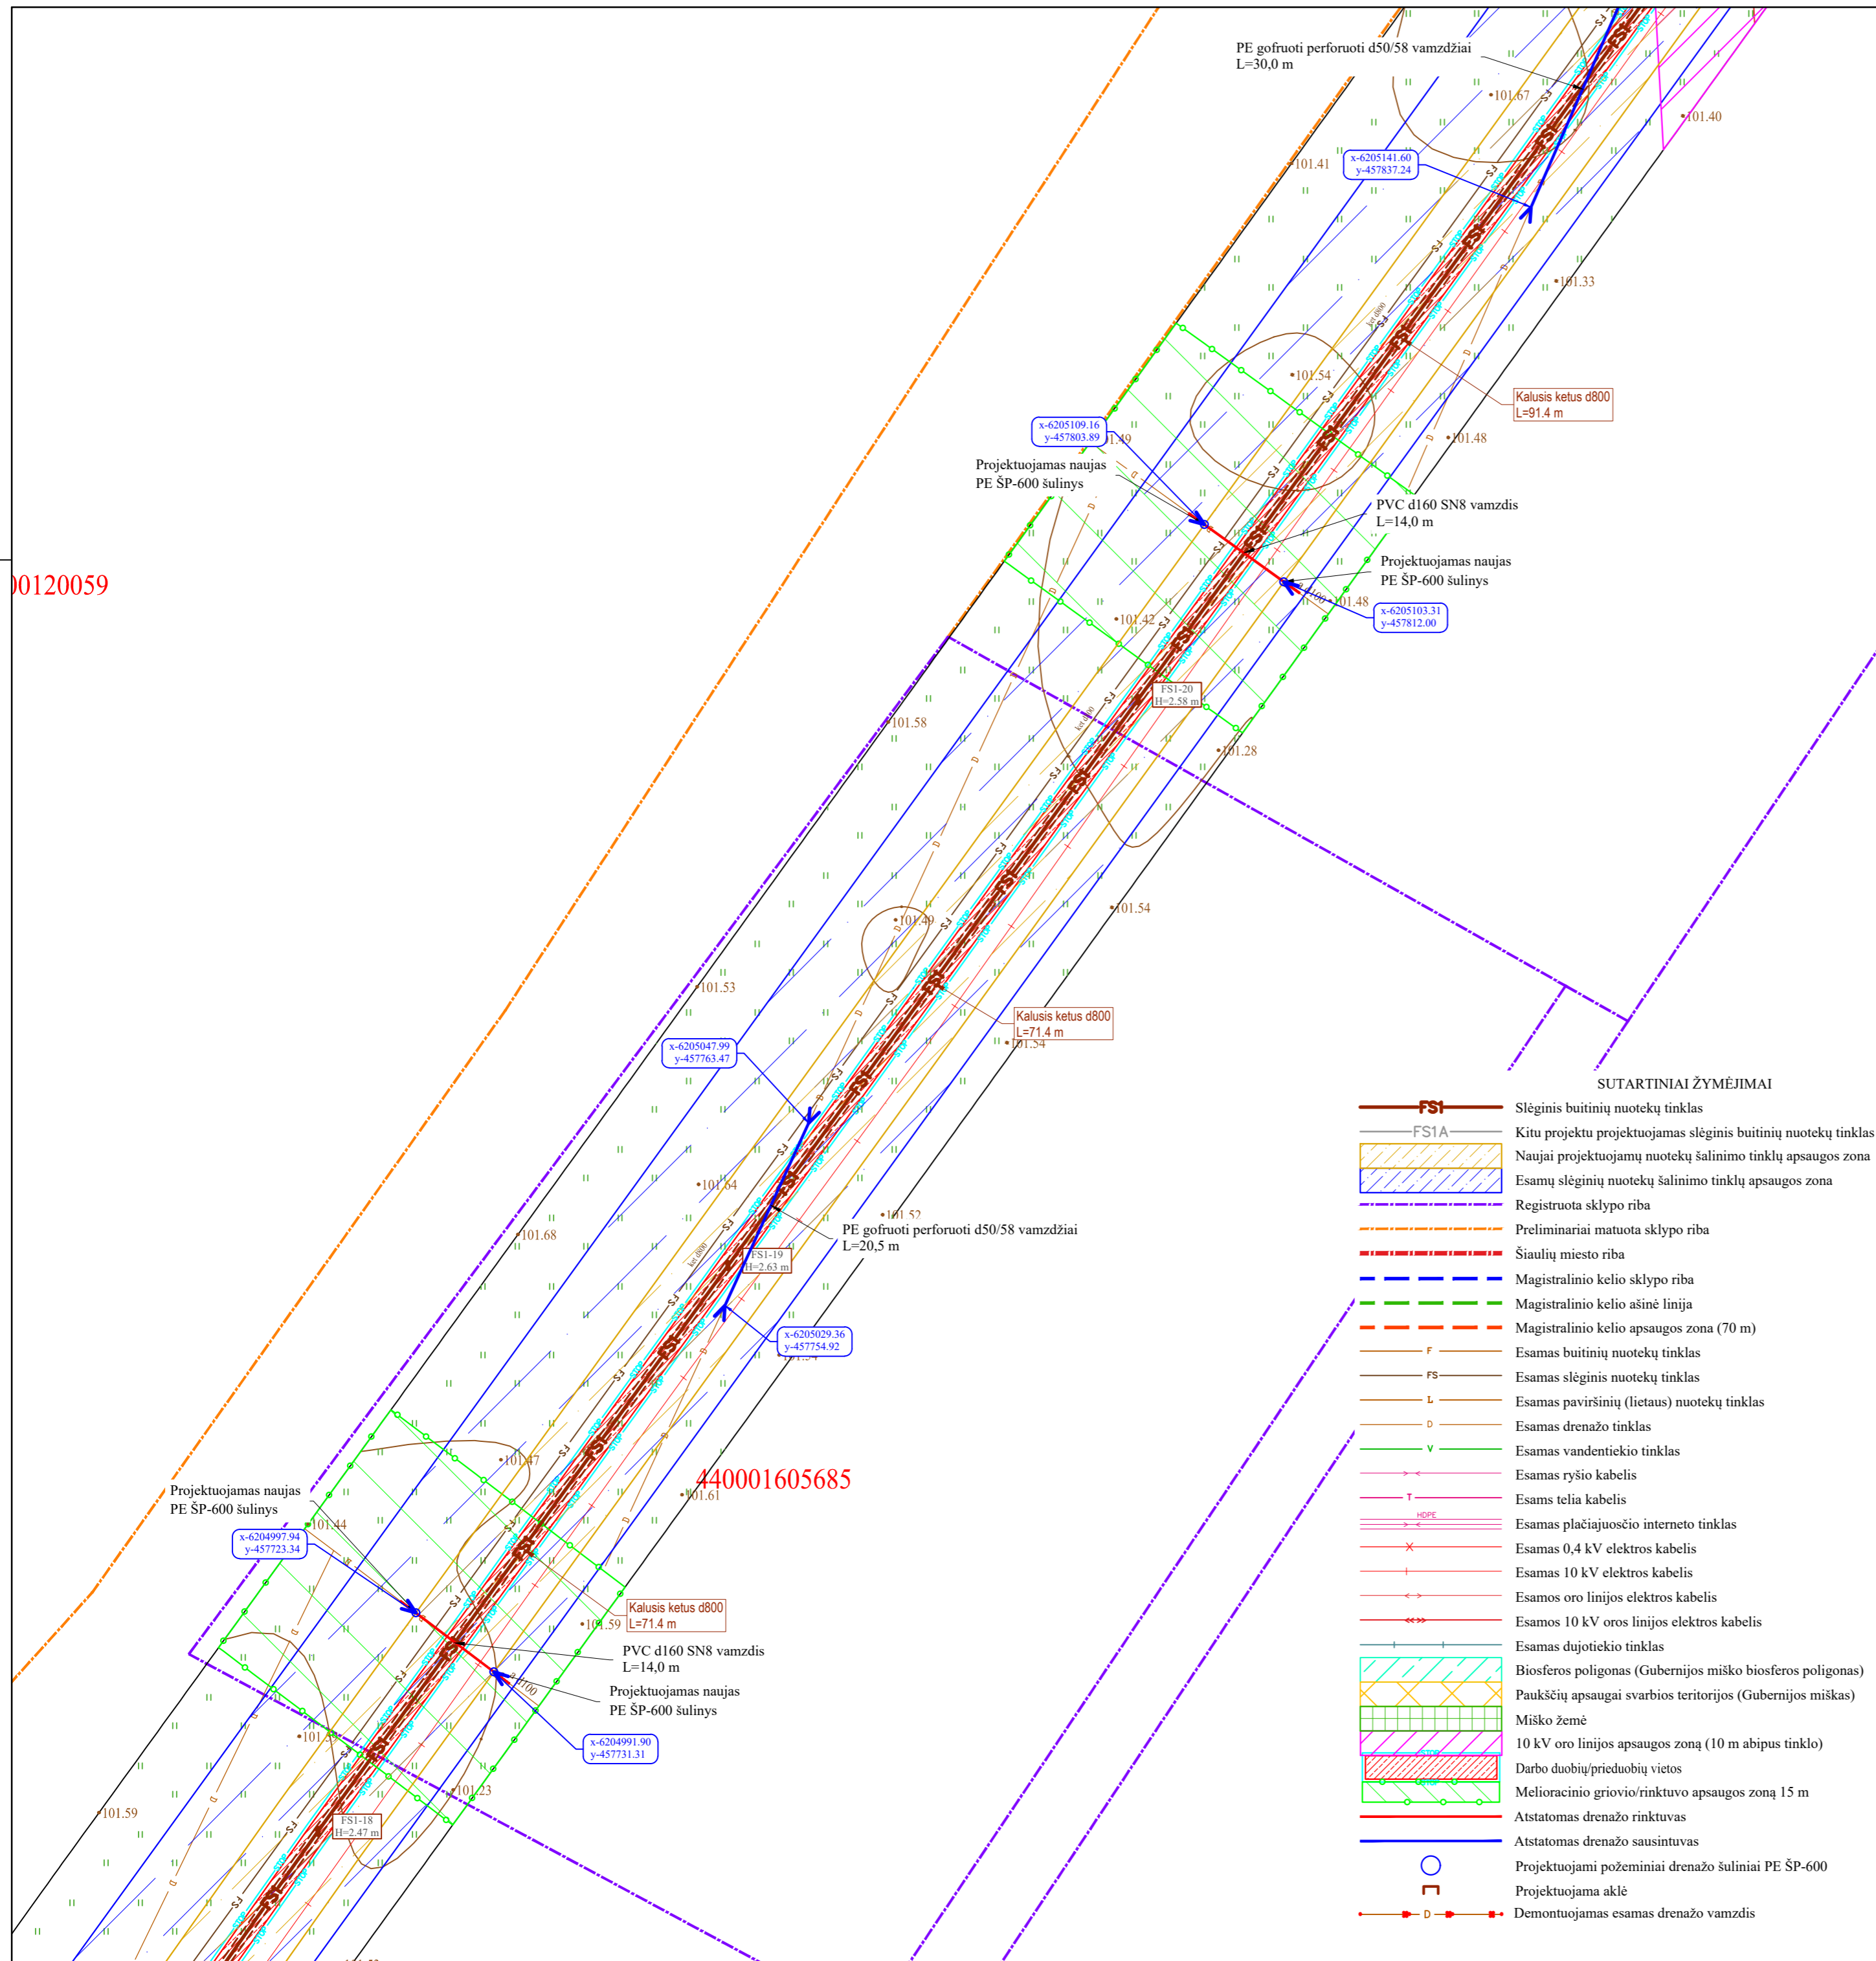 PE gofruoti perforuoti d50/58 vamzdžiai
L=30,0 m
101.67
101.40
101.41
x-6205141.60
y-457837.24
101.33
ket d800
101.54
Kalusis ketus d800
L=91.4 m
x-6205109.16
y-457803.89
101.48
Projektuojamas naujas
PE ŠP-600 šulinys
PVC d160 SN8 vamzdis
L=14,0 m
Projektuojamas naujas
PE ŠP-600 šulinys
00120059
101.48
x-6205103.31
y-457812.00
101.42
FS1-20
H=2.58 m
101.58
ket d800
101.28
101.49
101.54
101.53
Kalusis ketus d800
L=71.4 m
101.54
x-6205047.99
y-457763.47
101.64
101.52
PE gofruoti perforuoti d50/58 vamzdžiai
L=20,5 m
101.68
ket d800
FS1-19
H=2.63 m
x-6205029.36
y-457754.92
101.47
440001605685
101.61
Projektuojamas naujas
PE ŠP-600 šulinys
101.44
x-6204997.94
y-457723.34
Kalusis ketus d800
L=71.4 m
101.59
PVC d160 SN8 vamzdis
L=14,0 m
Projektuojamas naujas
PE ŠP-600 šulinys
x-6204991.90
y-457731.31
101.23
101.59
FS1-18
H=2.47 m
SUTARTINIAI ŽYMĖJIMAI
FS1 Slėginis buitinių nuotekų tinklas
FS1A Kitu projektu projektuojamas slėginis buitinių nuotekų tinklas
Naujai projektuojamų nuotekų šalinimo tinklų apsaugos zona
Esamų slėginių nuotekų šalinimo tinklų apsaugos zona
Registruota sklypo riba
Preliminariai matuota sklypo riba
Šiaulių miesto riba
Magistralinio kelio sklypo riba
Magistralinio kelio ašinė linija
Magistralinio kelio apsaugos zona (70 m)
F Esamas buitinių nuotekų tinklas
FS Esamas slėginis nuotekų tinklas
L Esamas paviršinių (lietaus) nuotekų tinklas
D Esamas drenažo tinklas
V Esamas vandentiekio tinklas
Esamas ryšio kabelis
T Esams telia kabelis
HDPE Esamas plačiajuosčio interneto tinklas
Esamas 0,4 kV elektros kabelis
Esamas 10 kV elektros kabelis
Esamos oro linijos elektros kabelis
Esamos 10 kV oros linijos elektros kabelis
Esamas dujotiekio tinklas
Biosferos poligonas (Gubernijos miško biosferos poligonas)
Paukščių apsaugai svarbios teritorijos (Gubernijos miškas)
Miško žemė
10 kV oro linijos apsaugos zoną (10 m abipus tinklo)
STOP Darbo duobių/prieduobių vietos
Melioracinio griovio/rinktuvo apsaugos zoną 15 m
Atstatomas drenažo rinktuvas
Atstatomas drenažo sausintuvas
Projektuojami požeminiai drenažo šuliniai PE ŠP-600
Projektuojama aklė
D Demontuojamas esamas drenažo vamzdis